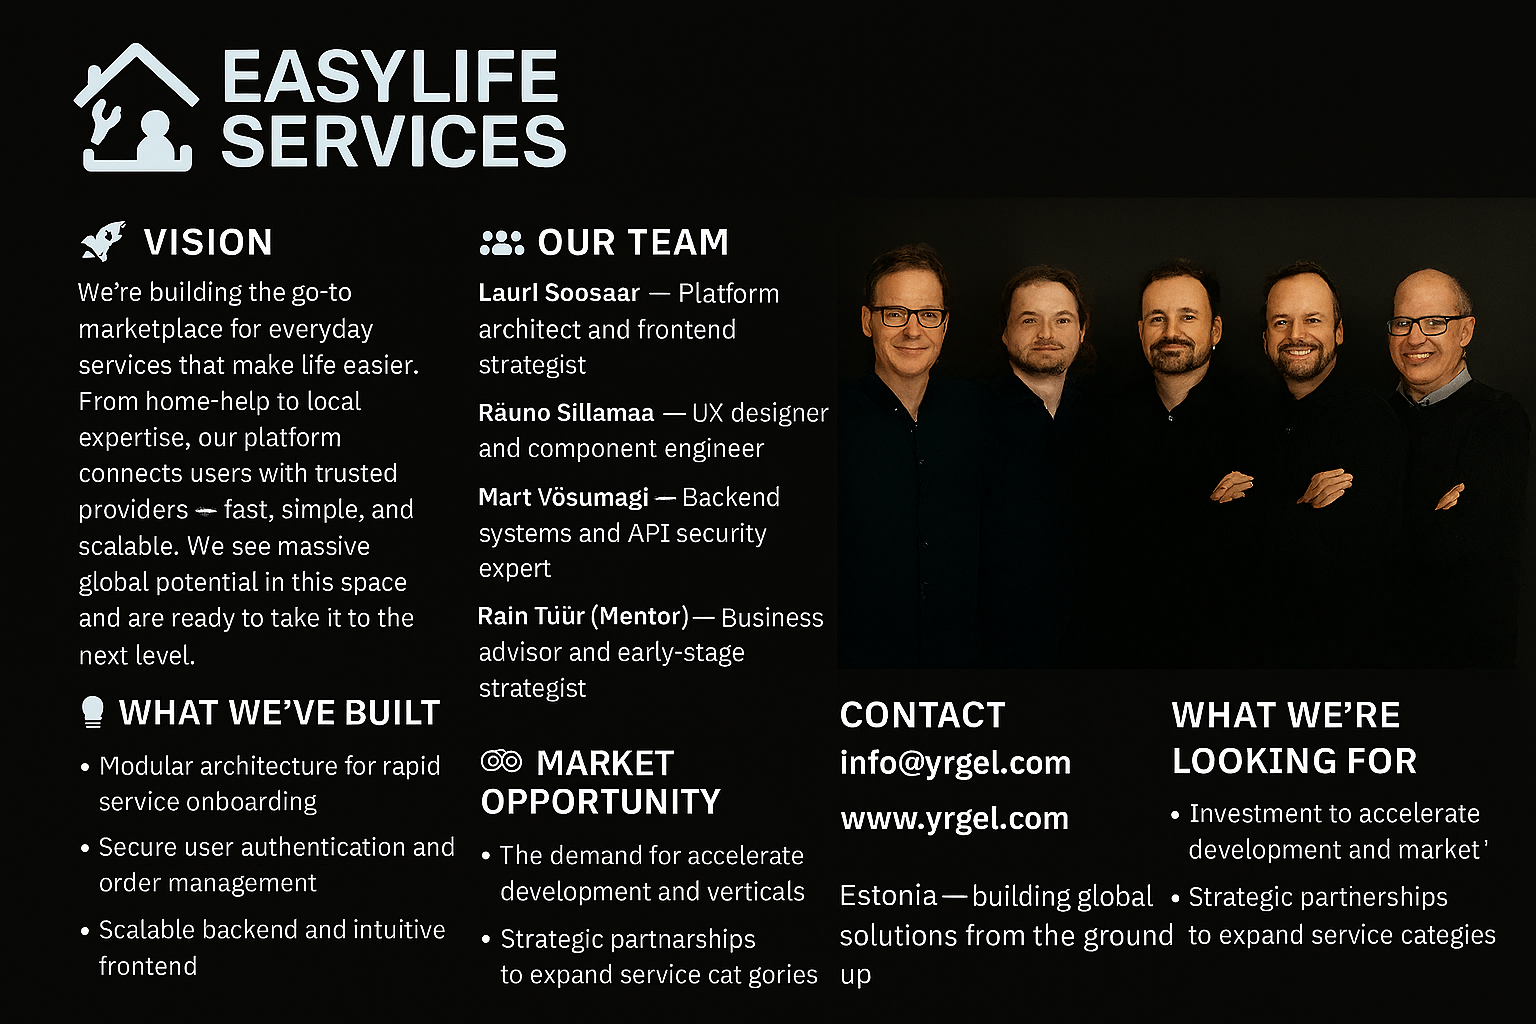 EASYLIFE
SERVICES
VISION
We’re building the go-to
marketplace for everyday
services that make life easier.
From home-help to local
expertise, our platform
connects users with trusted
providers — fast, simple, and
scalable. We see massive
global potential in this space
and are ready to take it to the
next level.
WHAT WE’VE BUILT
• Modular architecture for rapid
service onboarding
• Secure user authentication and
order management
• Scalable backend and intuitive
frontend
OUR TEAM
Laurl Soosaar — Platform
architect and frontend
strategist
Räuno Sillamaa — UX designer
and component engineer
Mart Vösumagi — Backend
systems and API security
expert
Rain Tüür (Mentor) — Business
advisor and early-stage
strategist
MARKET
OPPORTUNITY
• The demand for accelerate
development and verticals
• Strategic partnarships
to expand service cat gories
CONTACT
info@yrgel.com
www.yrgel.com
Estonia — building global
solutions from the ground
up
WHAT WE’RE
LOOKING FOR
• Investment to accelerate
development and market’
• Strategic partherships
to expand service categies